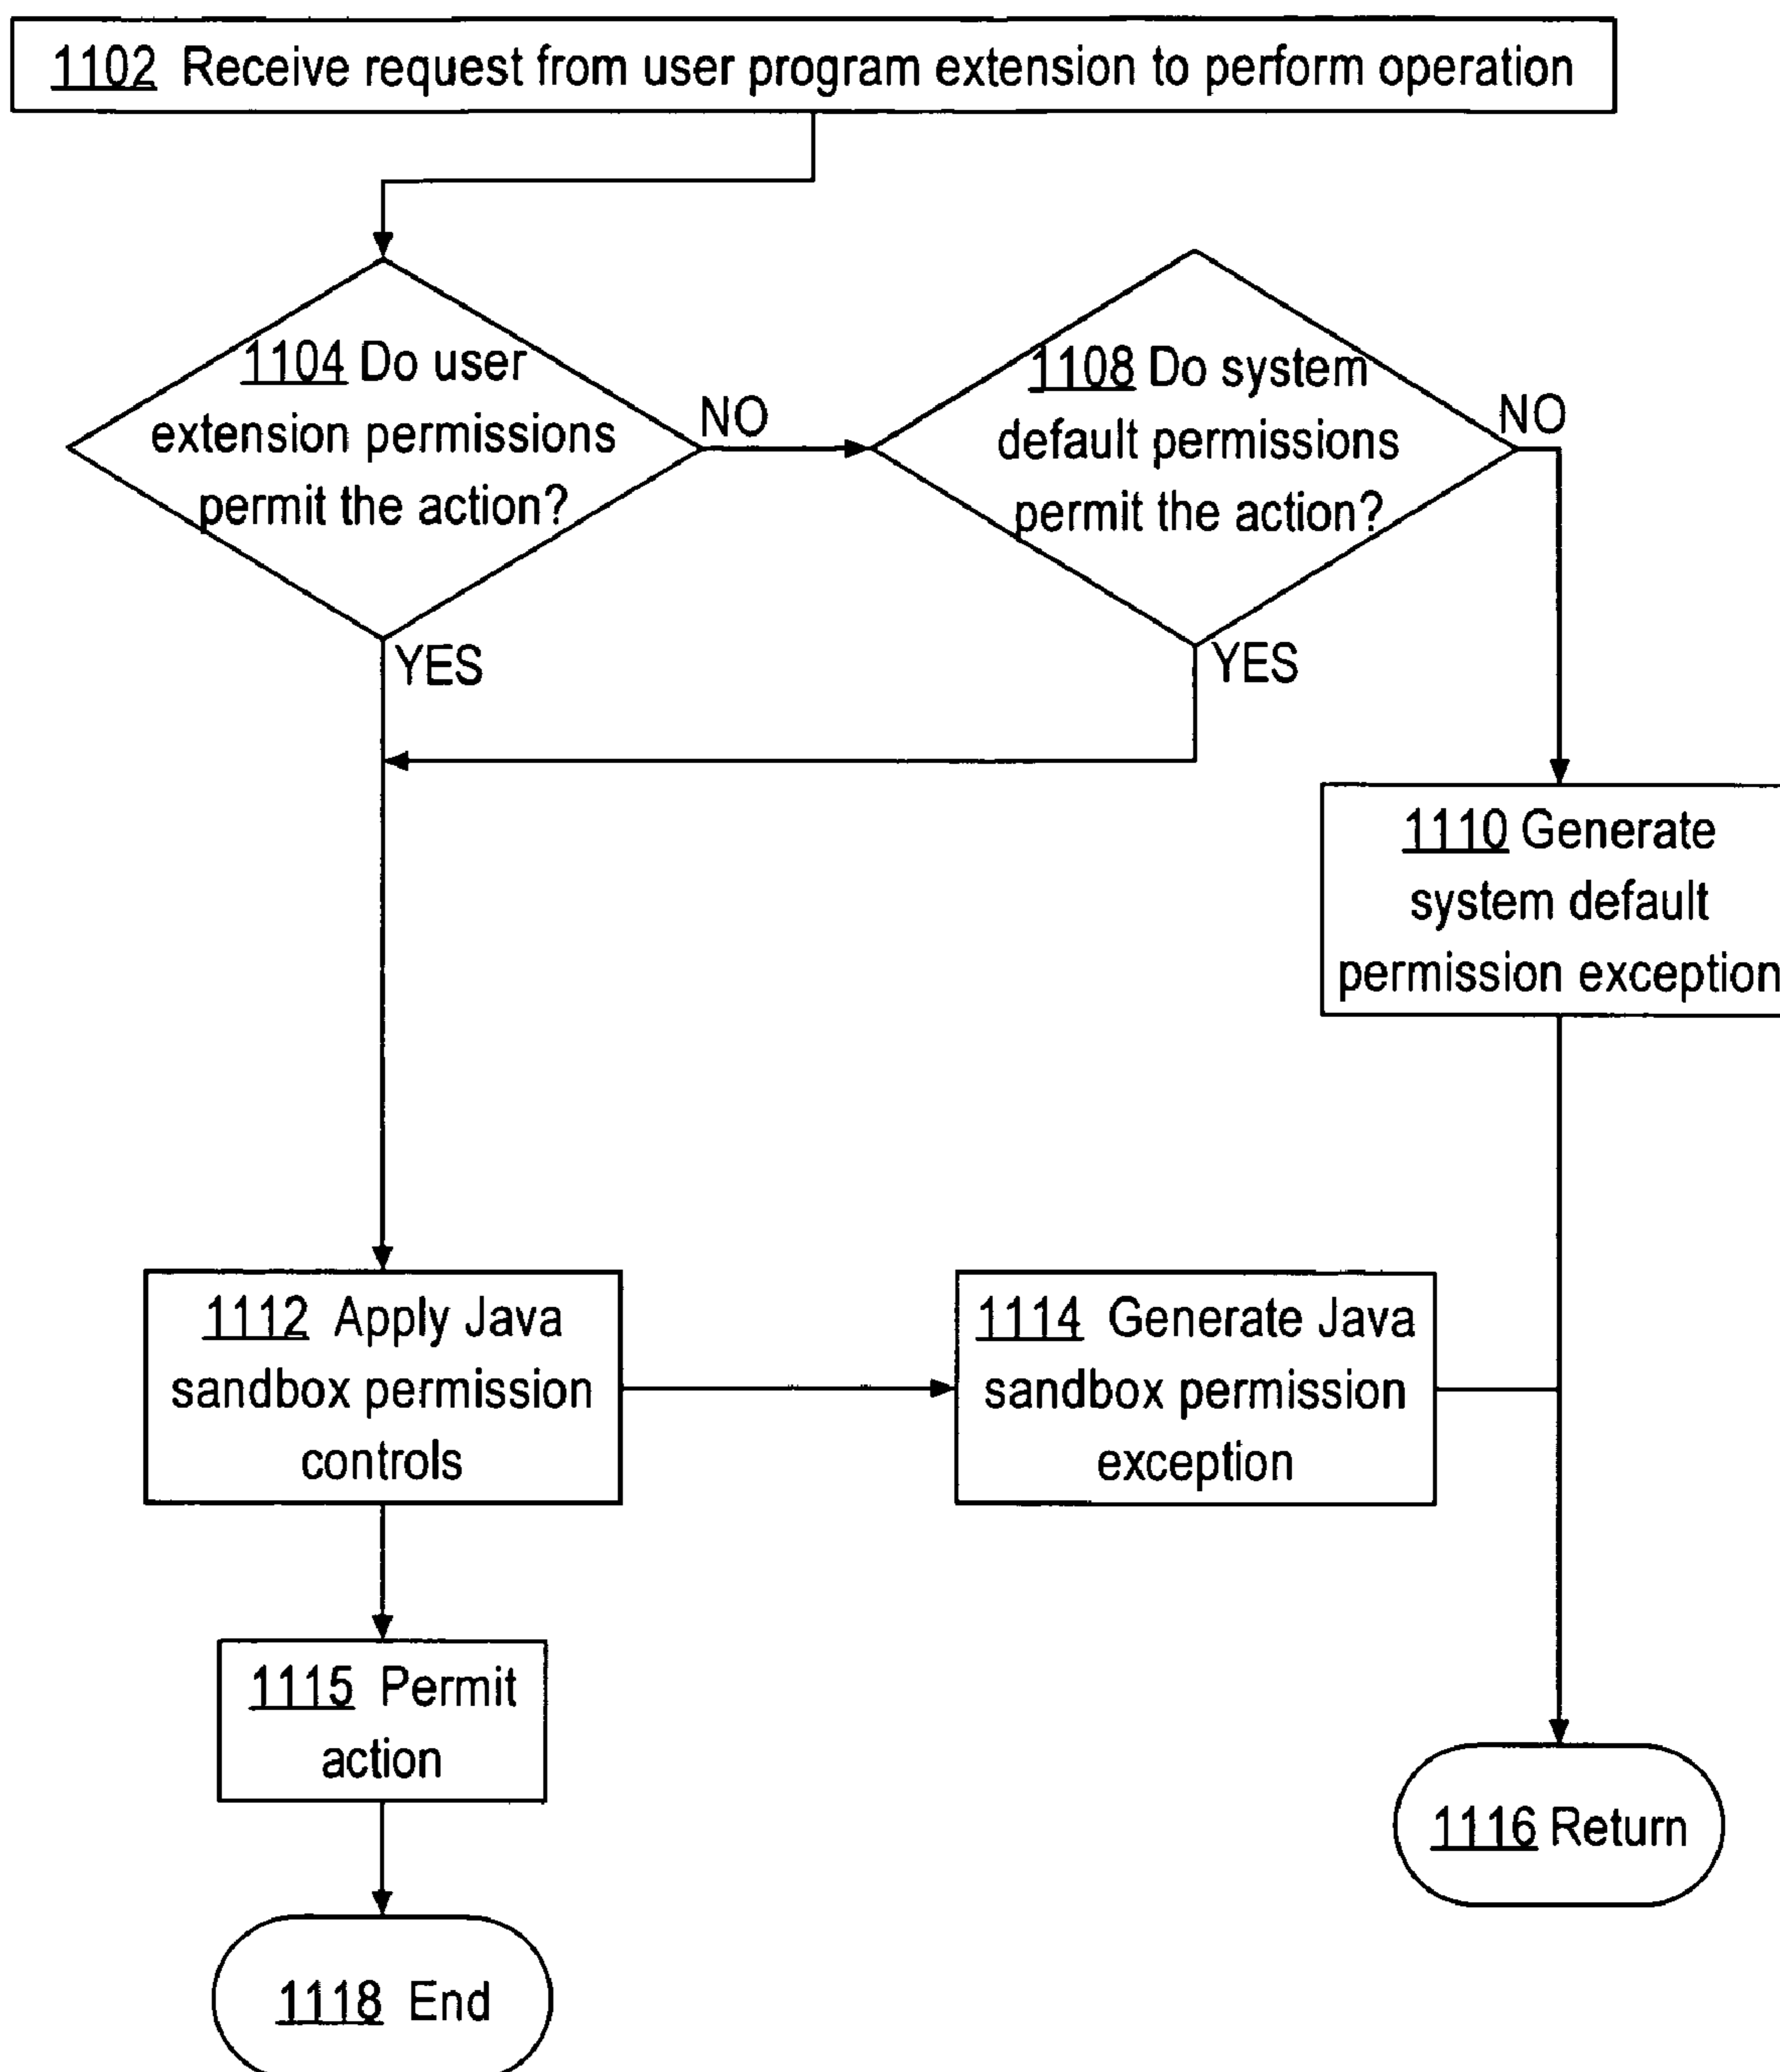 1102 Receive request from user program extension to perform operation
1104 Do user
extension permissions
permit the action?
NO
YES
1108 Do system
default permissions
permit the action?
NO
YES
1110 Generate
system default
permission exception
1112 Apply Java
sandbox permission
controls
1114 Generate Java
sandbox permission
exception
1115 Permit
action
1116 Return
1118 End